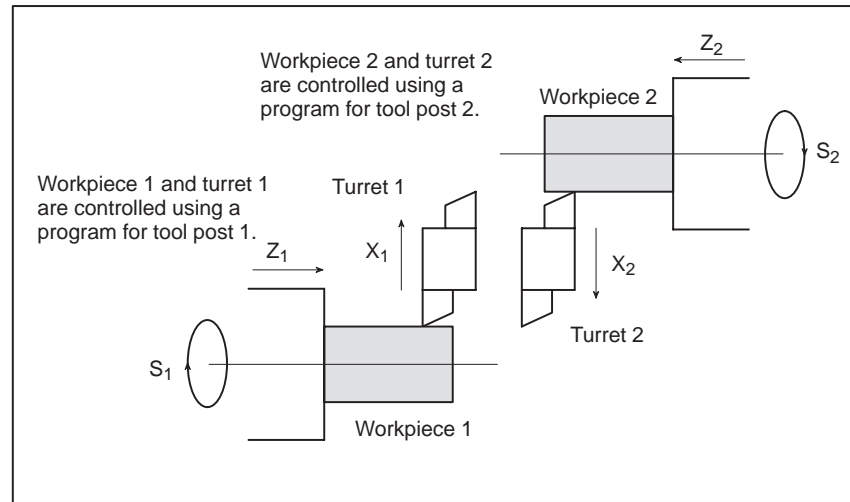 Workpiece 2 and turret 2
are controlled using a
program for tool post 2.
Z2
Workpiece 2
S2
Workpiece 1 and turret 1
are controlled using a
program for tool post 1.
Turret 1
Z1
X1
X2
Turret 2
S1
Workpiece 1